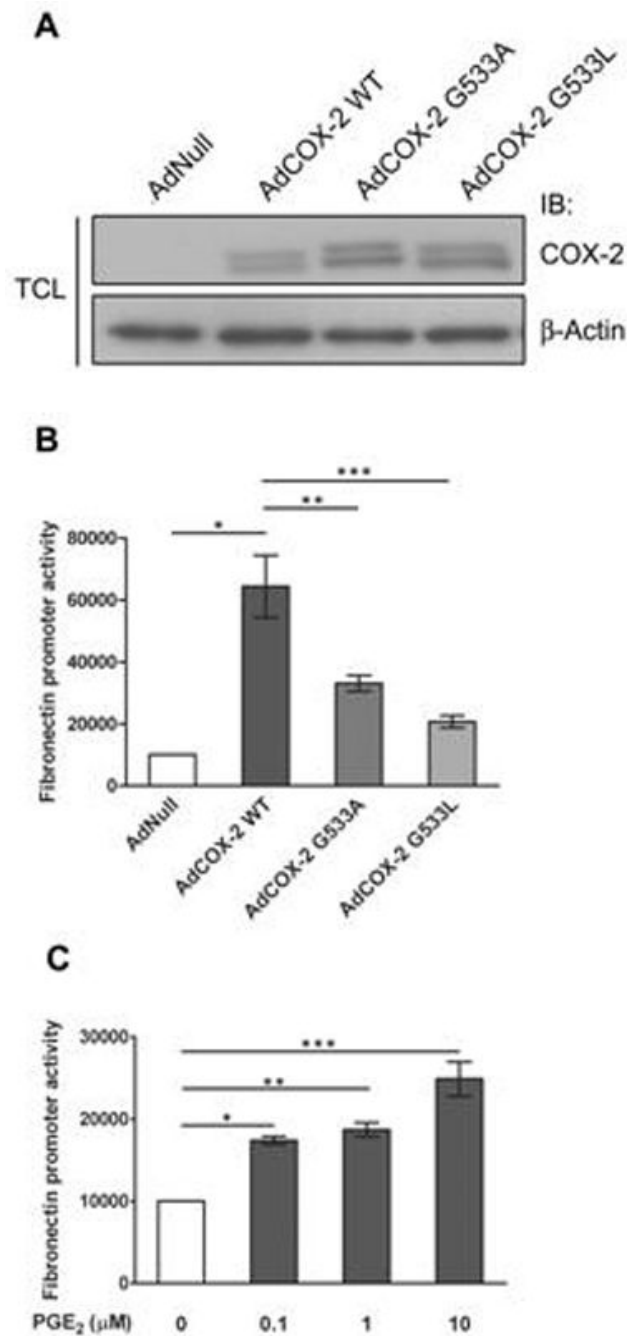 A
AdNull
AdCOX-2 WT
AdCOX-2 G533A
AdCOX-2 G533L
IB:
TCL
COX-2
β-Actin
B
Fibronectin promoter activity
***
**
*
80000
60000
40000
20000
0
AdNull
AdCOX-2 WT
AdCOX-2 G533A
AdCOX-2 G533L
C
Fibronectin promoter activity
30000
***
**
20000
*
10000
0
PGE₂ (μM) 0 0.1 1 10